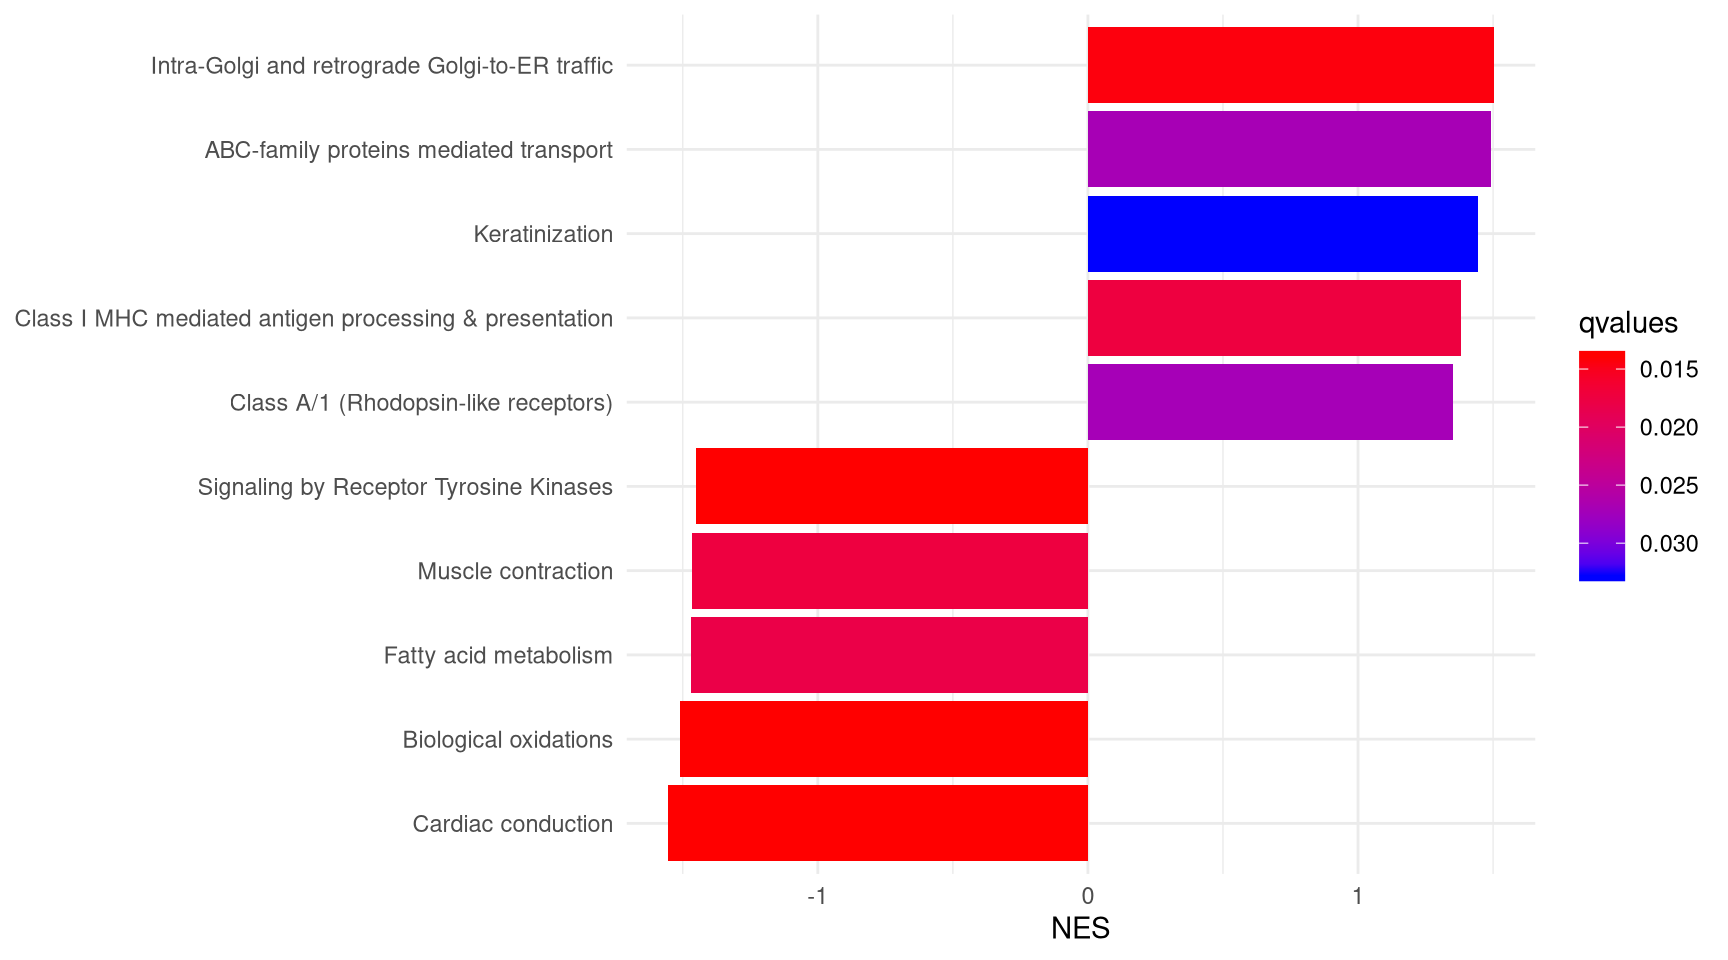 Intra-Golgi and retrograde Golgi-to-ER traffic
ABC-family proteins mediated transport
Keratinization
Class I MHC mediated antigen processing & presentation
Class A/1 (Rhodopsin-like receptors)
Signaling by Receptor Tyrosine Kinases
Muscle contraction
Fatty acid metabolism
Biological oxidations
Cardiac conduction
-1
0
1
NES
qvalues
0.015
0.020
0.025
0.030